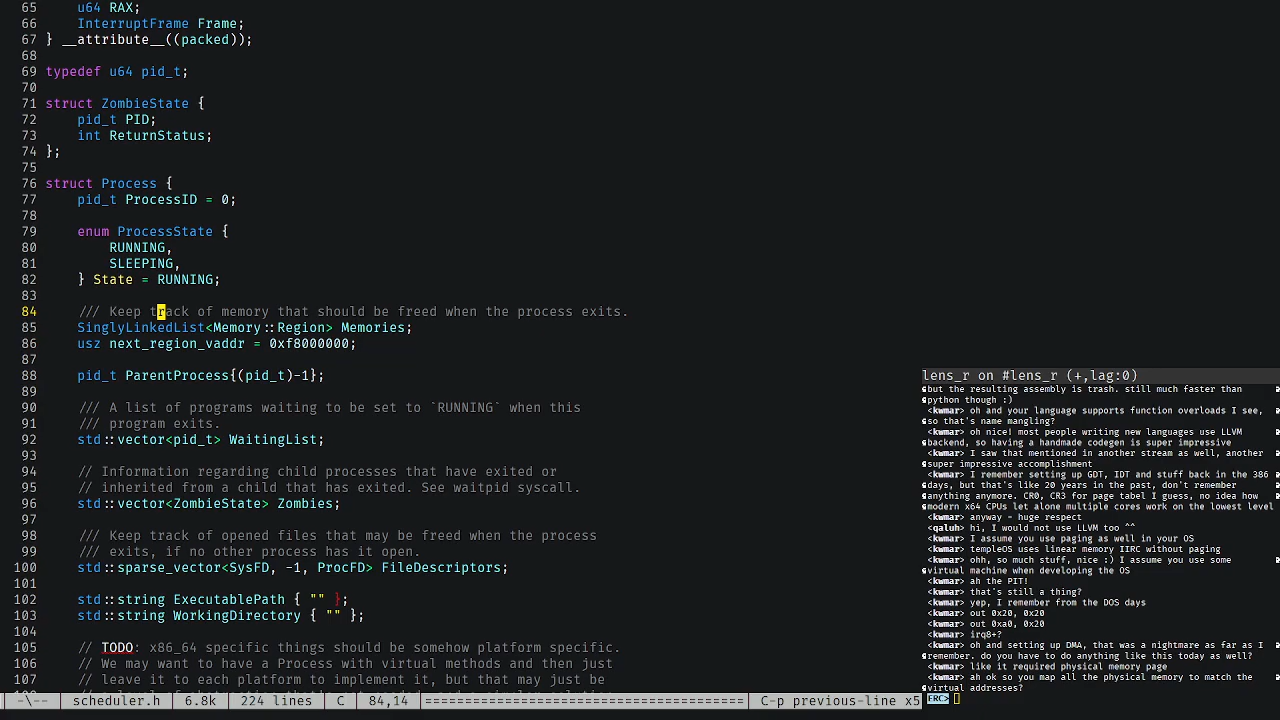 65     u64 RAX;
66     InterruptFrame Frame;
67 } __attribute__((packed));
68
69 typedef u64 pid_t;
70
71 struct ZombieState {
72     pid_t PID;
73     int ReturnStatus;
74 };
75
76 struct Process {
77     pid_t ProcessID = 0;
78
79     enum ProcessState {
80         RUNNING,
81         SLEEPING,
82     } State = RUNNING;
83
84     /// Keep track of memory that should be freed when the process exits.
85     SinglyLinkedList<Memory::Region> Memories;
86     usz next_region_vaddr = 0xf8000000;
87
88     pid_t ParentProcess{(pid_t)-1};
89
90     /// A list of programs waiting to be set to `RUNNING` when this
91     /// program exits.
92     std::vector<pid_t> WaitingList;
93
94     // Information regarding child processes that have exited or
95     // inherited from a child that has exited. See waitpid syscall.
96     std::vector<ZombieState> Zombies;
97
98     /// Keep track of opened files that may be freed when the process
99     /// exits, if no other process has it open.
100     std::sparse_vector<SysFD, -1, ProcFD> FileDescriptors;
101
102     std::string ExecutablePath { "" };
103     std::string WorkingDirectory { "" };
104
105     // TODO: x86_64 specific things should be somehow platform specific.
106     // We may want to have a Process with virtual methods and then just
107     // leave it to each platform to implement it, but that may just be
-\-- scheduler.h 6.8k 224 lines C 84,14 ======================================== C-p previous-line x5
lens_r on #lens_r (+,lag:0)
but the resulting assembly is trash. still much faster than
python though :)
<kwmar> oh and your language supports function overloads I see,
so that's name mangling?
<kwmar> oh nice! most people writing new languages use LLVM
backend, so having a handmade codegen is super impressive
<kwmar> I saw that mentioned in another stream as well, another
super impressive accomplishment
<kwmar> I remember setting up GDT, IDT and stuff back in the 386
days, but that's like 20 years in the past, don't remember
anything anymore. CR0, CR3 for page tabel I guess, no idea how
modern x64 CPUs let alone multiple cores work on the lowest level
<kwmar> anyway - huge respect
<qaluh> hi, I would not use LLVM too ^^
<kwmar> I assume you use paging as well in your OS
<kwmar> templeOS uses linear memory IIRC without paging
<kwmar> ohh, so much stuff, nice :) I assume you use some
virtual machine when developing the OS
<kwmar> ah the PIT!
<kwmar> that's still a thing?
<kwmar> yep, I remember from the DOS days
<kwmar> out 0x20, 0x20
<kwmar> out 0xa0, 0x20
<kwmar> irq8+?
<kwmar> oh and setting up DMA, that was a nightmare as far as I
remember. do you have to do anything like this today as well?
<kwmar> like it required physical memory page
<kwmar> ah ok so you map all the physical memory to match the
virtual addresses?
ERC>